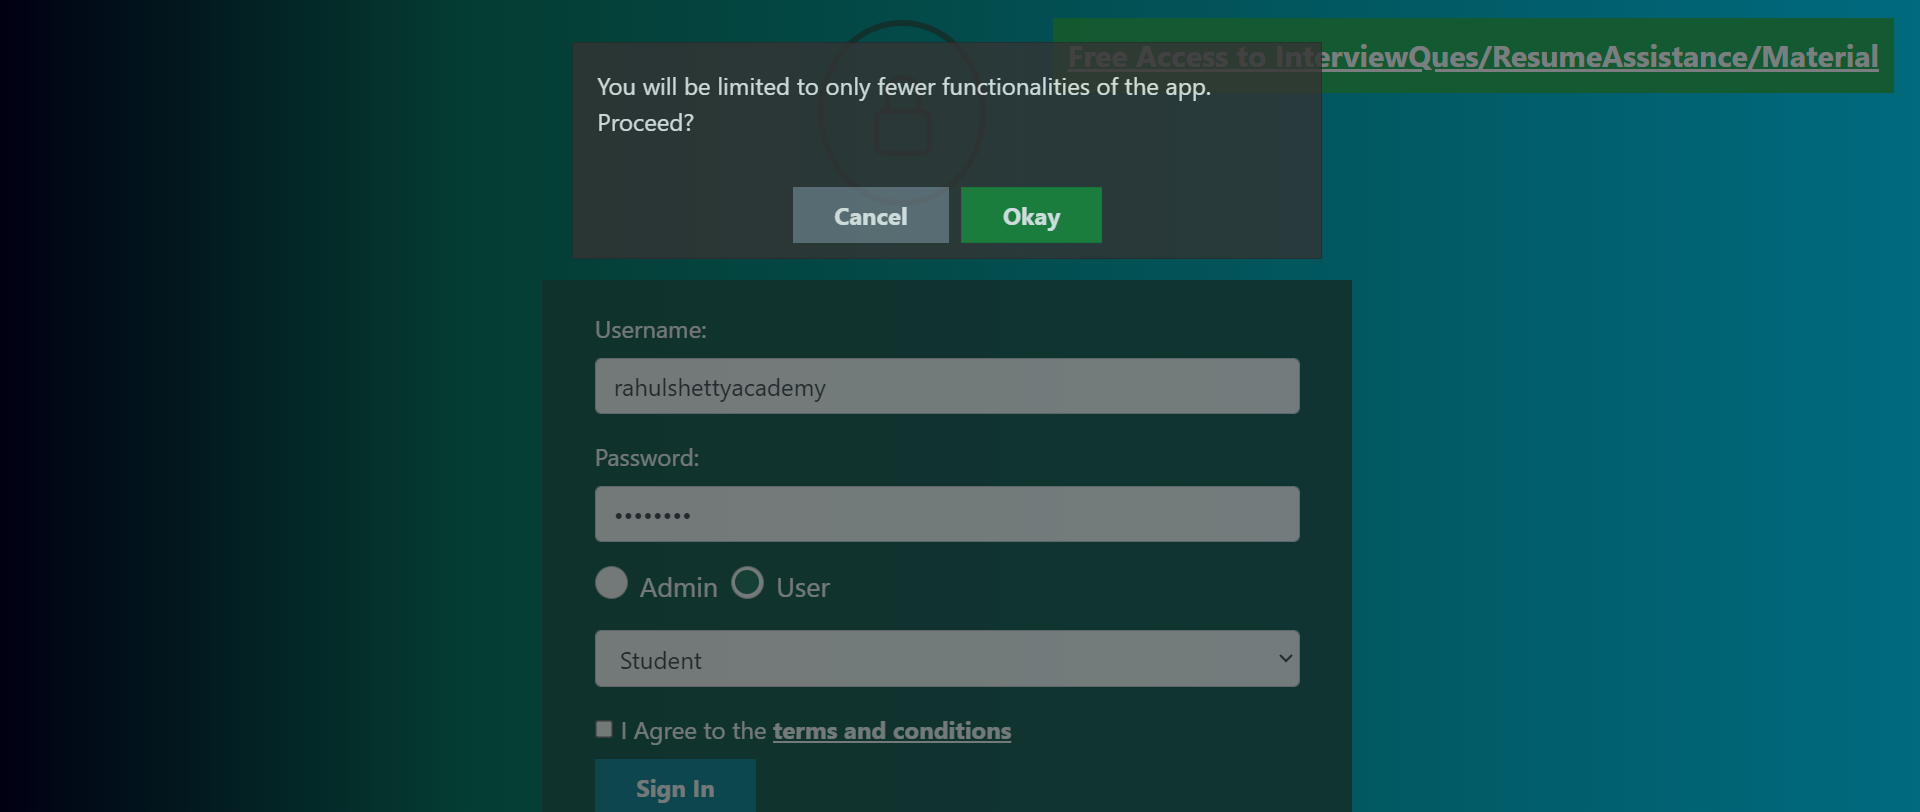 Free Access to InterviewQues/ResumeAssistance/Material
You will be limited to only fewer functionalities of the app.
Proceed?
Cancel Okay
Username:
rahulshettyacademy
Password:
••••••••
Admin User
Student
I Agree to the terms and conditions
Sign In